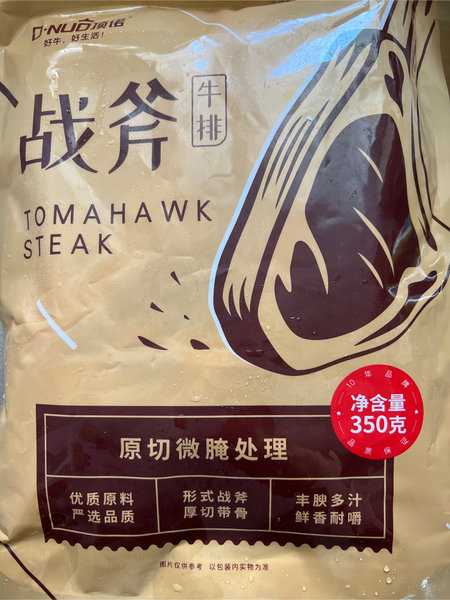 D·NUO顶诺
好牛，好生活！
战斧
牛排
TOMAHAWK
STEAK
10年品牌
净含量
350克
品质保证
原切微腌处理
优质原料
严选品质
形式战斧
厚切带骨
丰腴多汁
鲜香耐嚼
图片仅供参考 以包装内实物为准